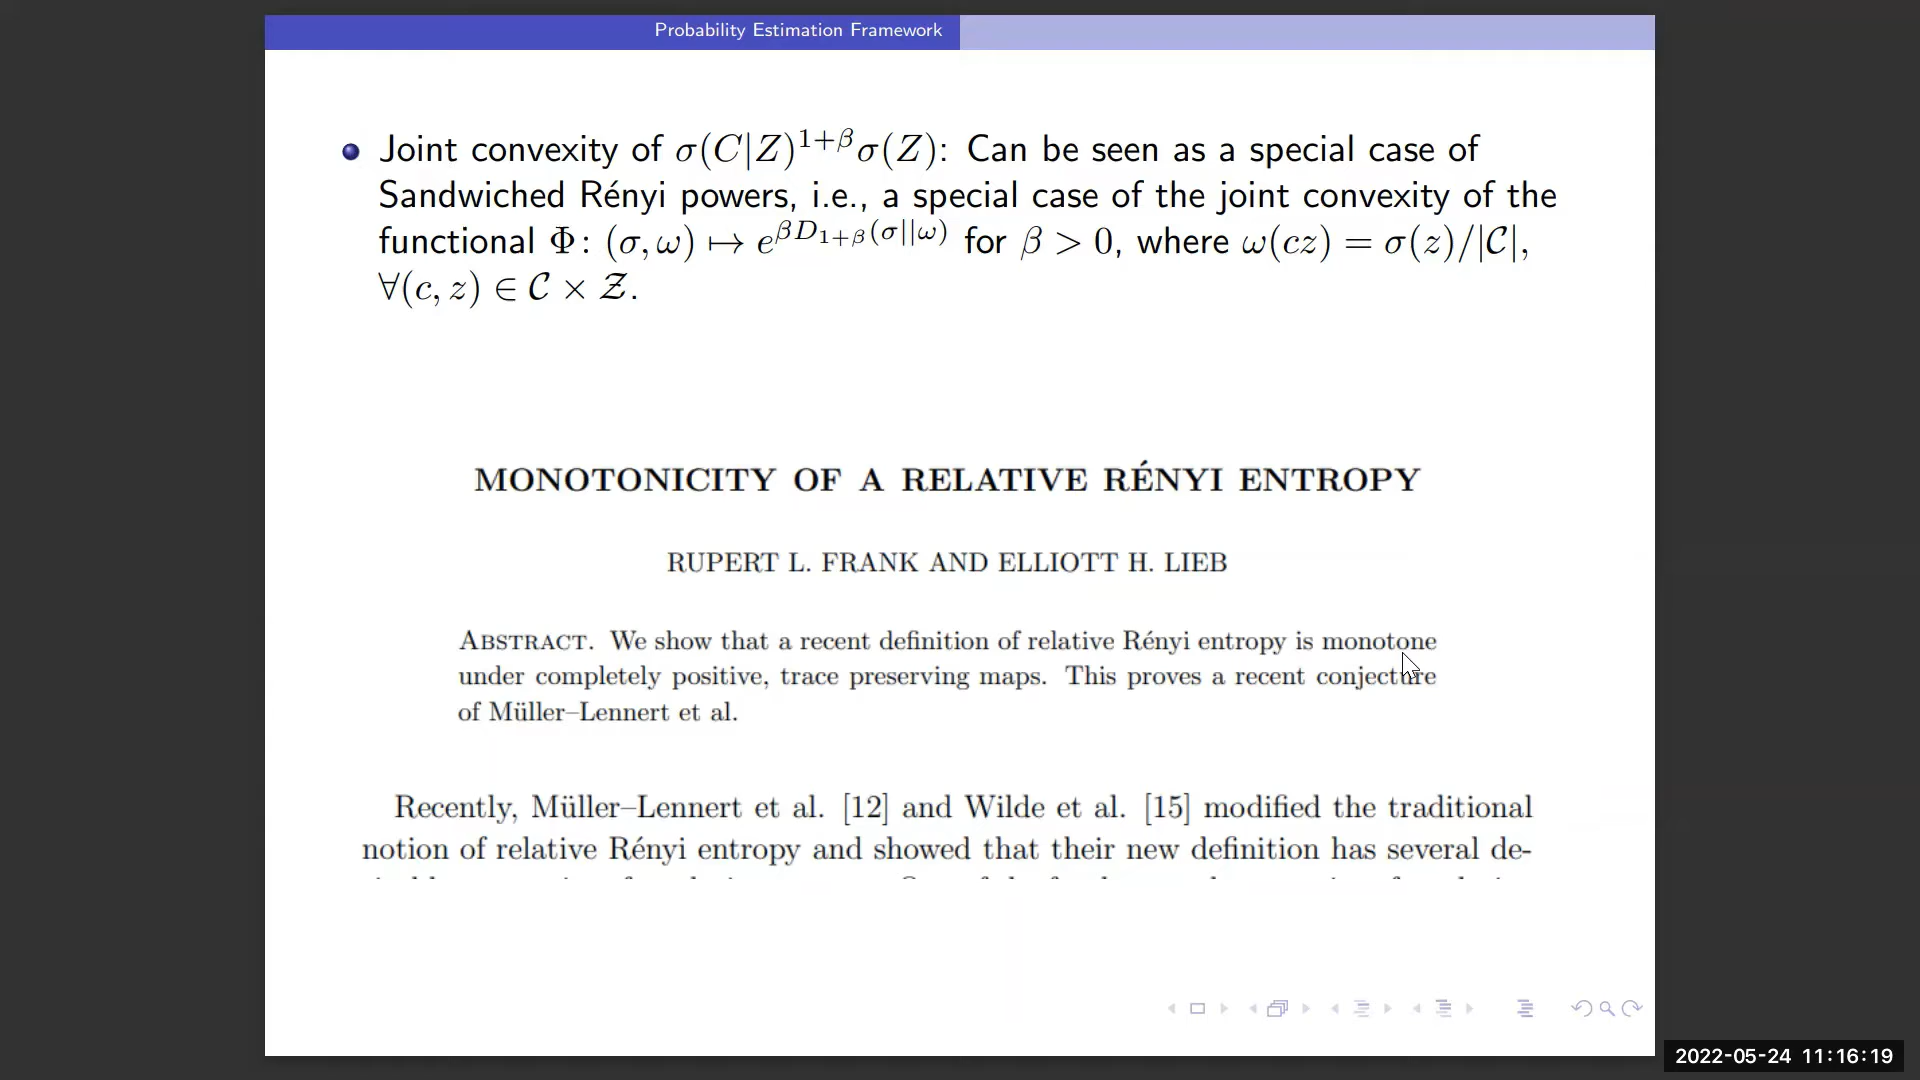 Probability Estimation Framework
Joint convexity of σ(C|Z)^{1+β}σ(Z): Can be seen as a special case of
Sandwiched Rényi powers, i.e., a special case of the joint convexity of the
functional Φ: (σ, ω) ↦ e^{βD_{1+β}(σ||ω)} for β > 0, where ω(cz) = σ(z)/|𝒞|,
∀(c, z) ∈ 𝒞 × 𝒵.
MONOTONICITY OF A RELATIVE RÉNYI ENTROPY
RUPERT L. FRANK AND ELLIOTT H. LIEB
ABSTRACT. We show that a recent definition of relative Rényi entropy is monotone
under completely positive, trace preserving maps. This proves a recent conjecture
of Müller–Lennert et al.
Recently, Müller–Lennert et al. [12] and Wilde et al. [15] modified the traditional
notion of relative Rényi entropy and showed that their new definition has several de-
2022-05-24 11:16:19